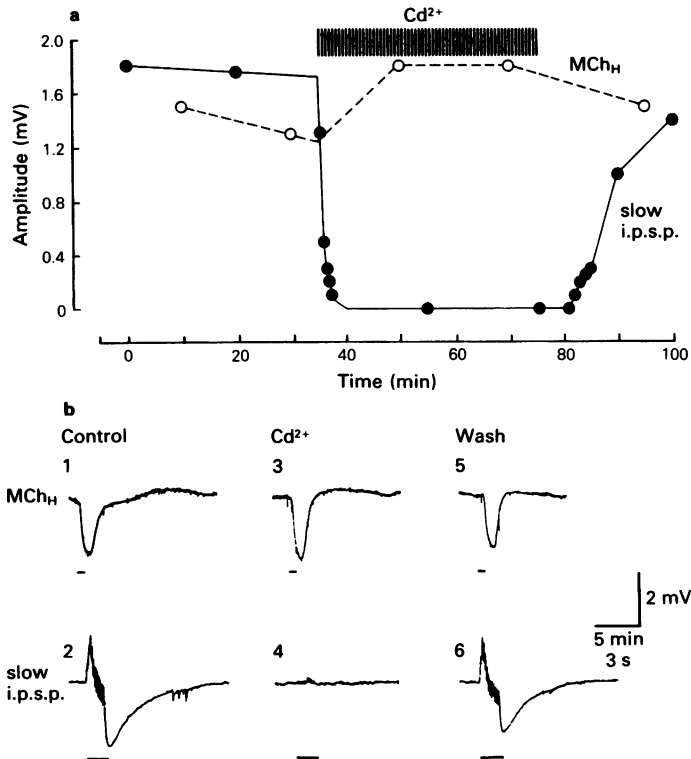 a
Cd²⁺
2.0
1.6
1.2
0.8
0.4
0
Amplitude (mV)
MChH
slow
i.p.s.p.
0
20
40
60
80
100
Time (min)
b
Control
Cd²⁺
Wash
1
3
5
MChH
2 mV
5 min
3 s
2
4
6
slow
i.p.s.p.